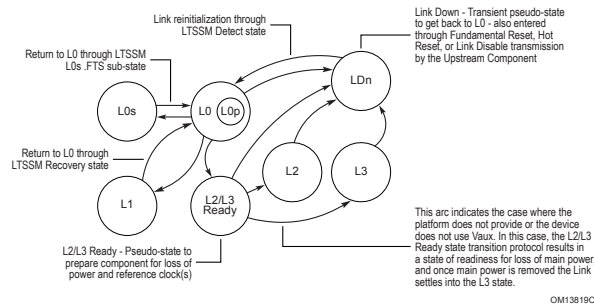 Link reinitialization through
LTSSM Detect state
Link Down - Transient pseudo-state
to get back to L0 - also entered
through Fundamental Reset, Hot
Reset, or Link Disable transmission
by the Upstream Component
Return to L0 through LTSSM
L0s .FTS sub-state
L0s
L0
L0p
LDn
Return to L0 through
LTSSM Recovery state
L1
L2/L3
Ready
L2
L3
L2/L3 Ready - Pseudo-state to
prepare component for loss of
power and reference clock(s)
This arc indicates the case where the
platform does not provide or the device
does not use Vaux. In this case, the L2/L3
Ready state transition protocol results in
a state of readiness for loss of main power
and once main power is removed the Link
settles into the L3 state.
OM13819C